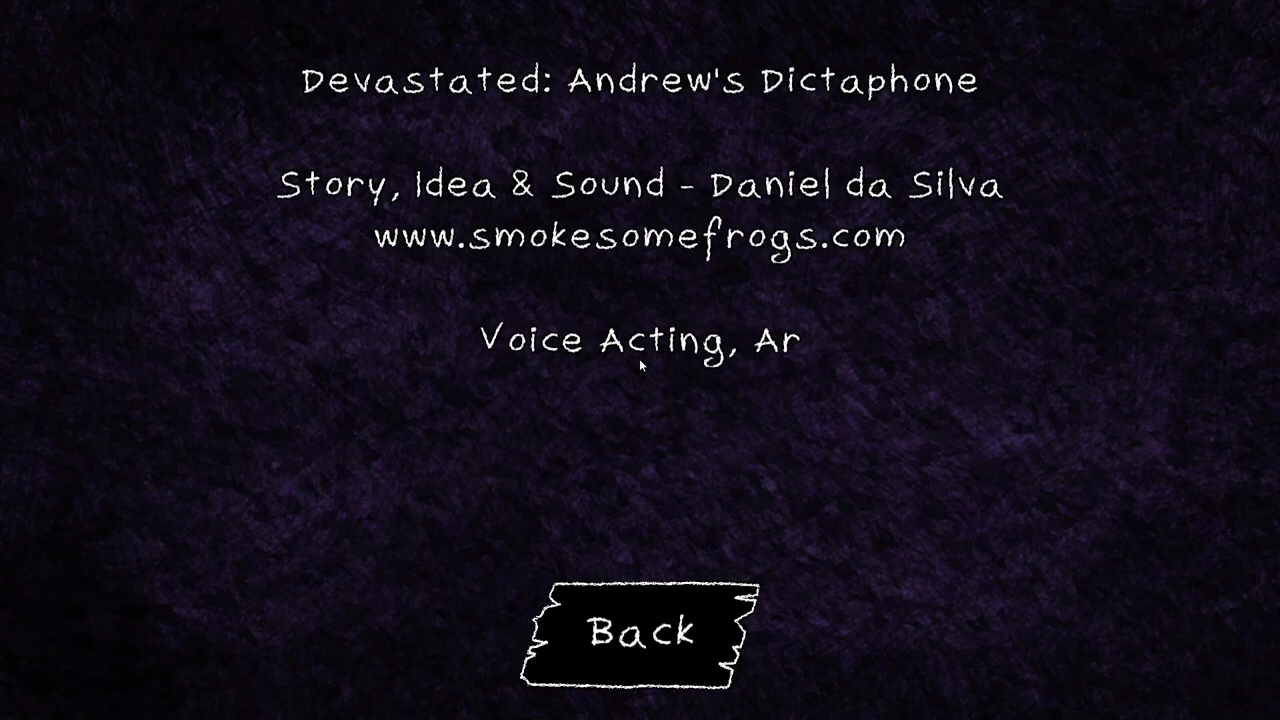 Devastated: Andrew's Dictaphone
Story, Idea & Sound - Daniel da Silva
www.smokesomefrogs.com
Voice Acting, Ar
Back